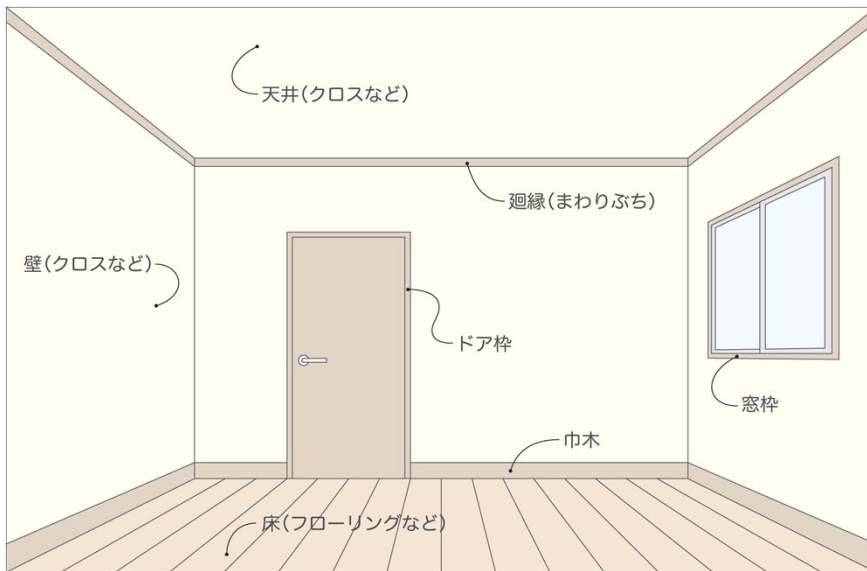 天井(クロスなど)
廻縁(まわりぶち)
壁(クロスなど)
ドア枠
窓枠
巾木
床(フローリングなど)